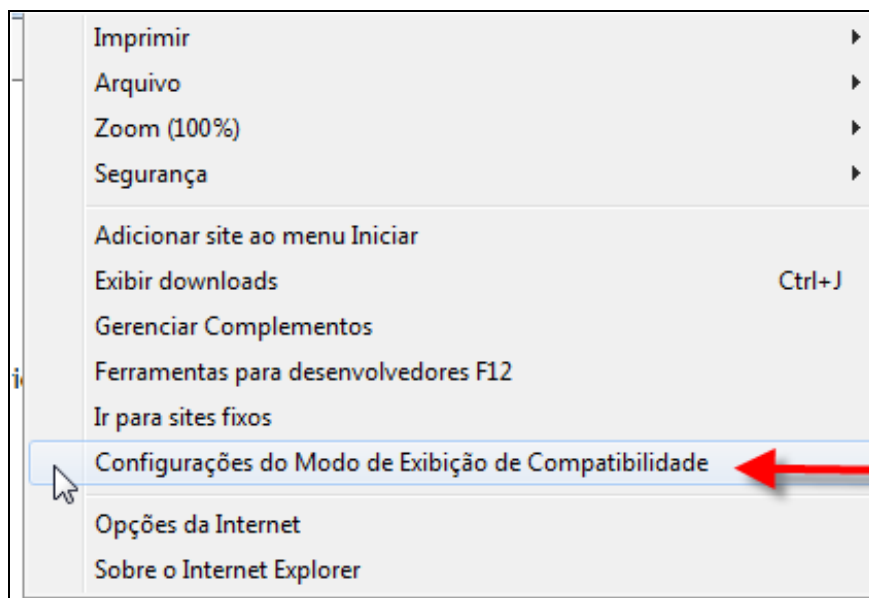 Imprimir
Arquivo
Zoom (100%)
Segurança
Adicionar site ao menu Iniciar
Exibir downloads Ctrl+J
Gerenciar Complementos
Ferramentas para desenvolvedores F12
Ir para sites fixos
Configurações do Modo de Exibição de Compatibilidade
Opções da Internet
Sobre o Internet Explorer